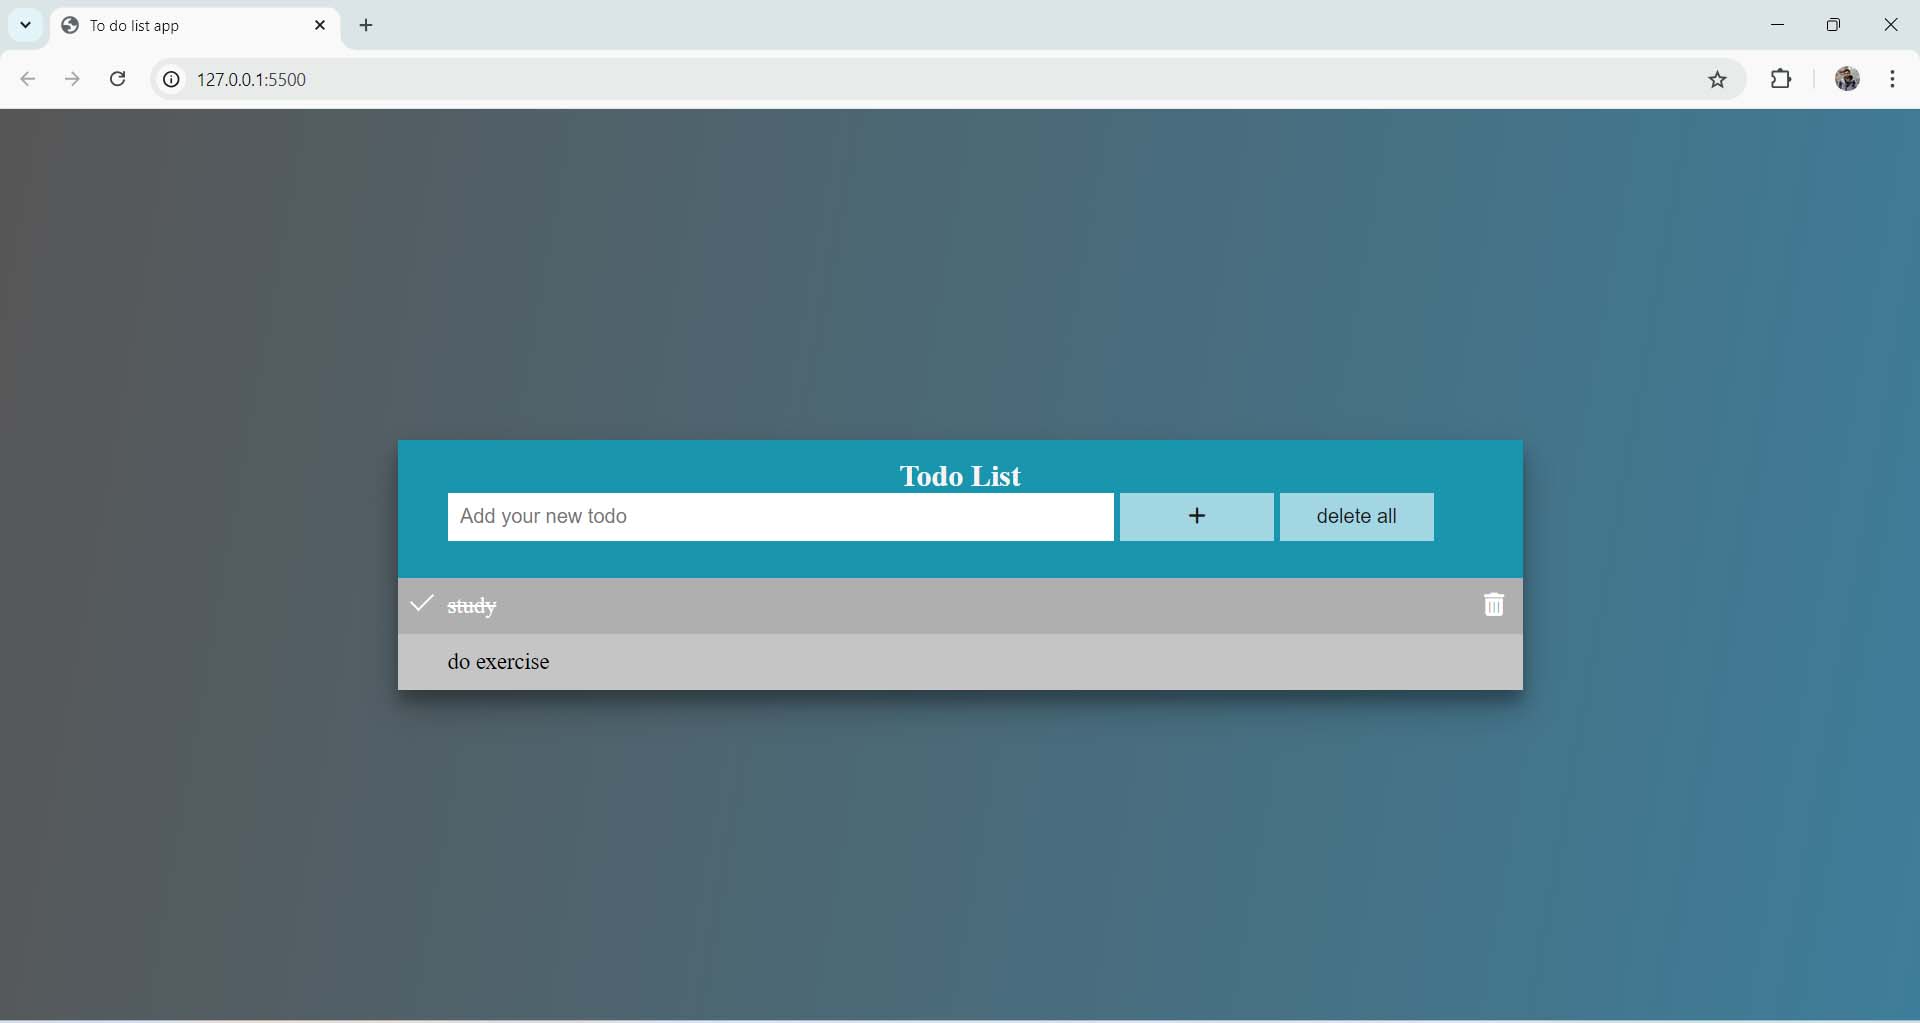 To do list app
127.0.0.1:5500
Todo List
Add your new todo
+
delete all
study
do exercise